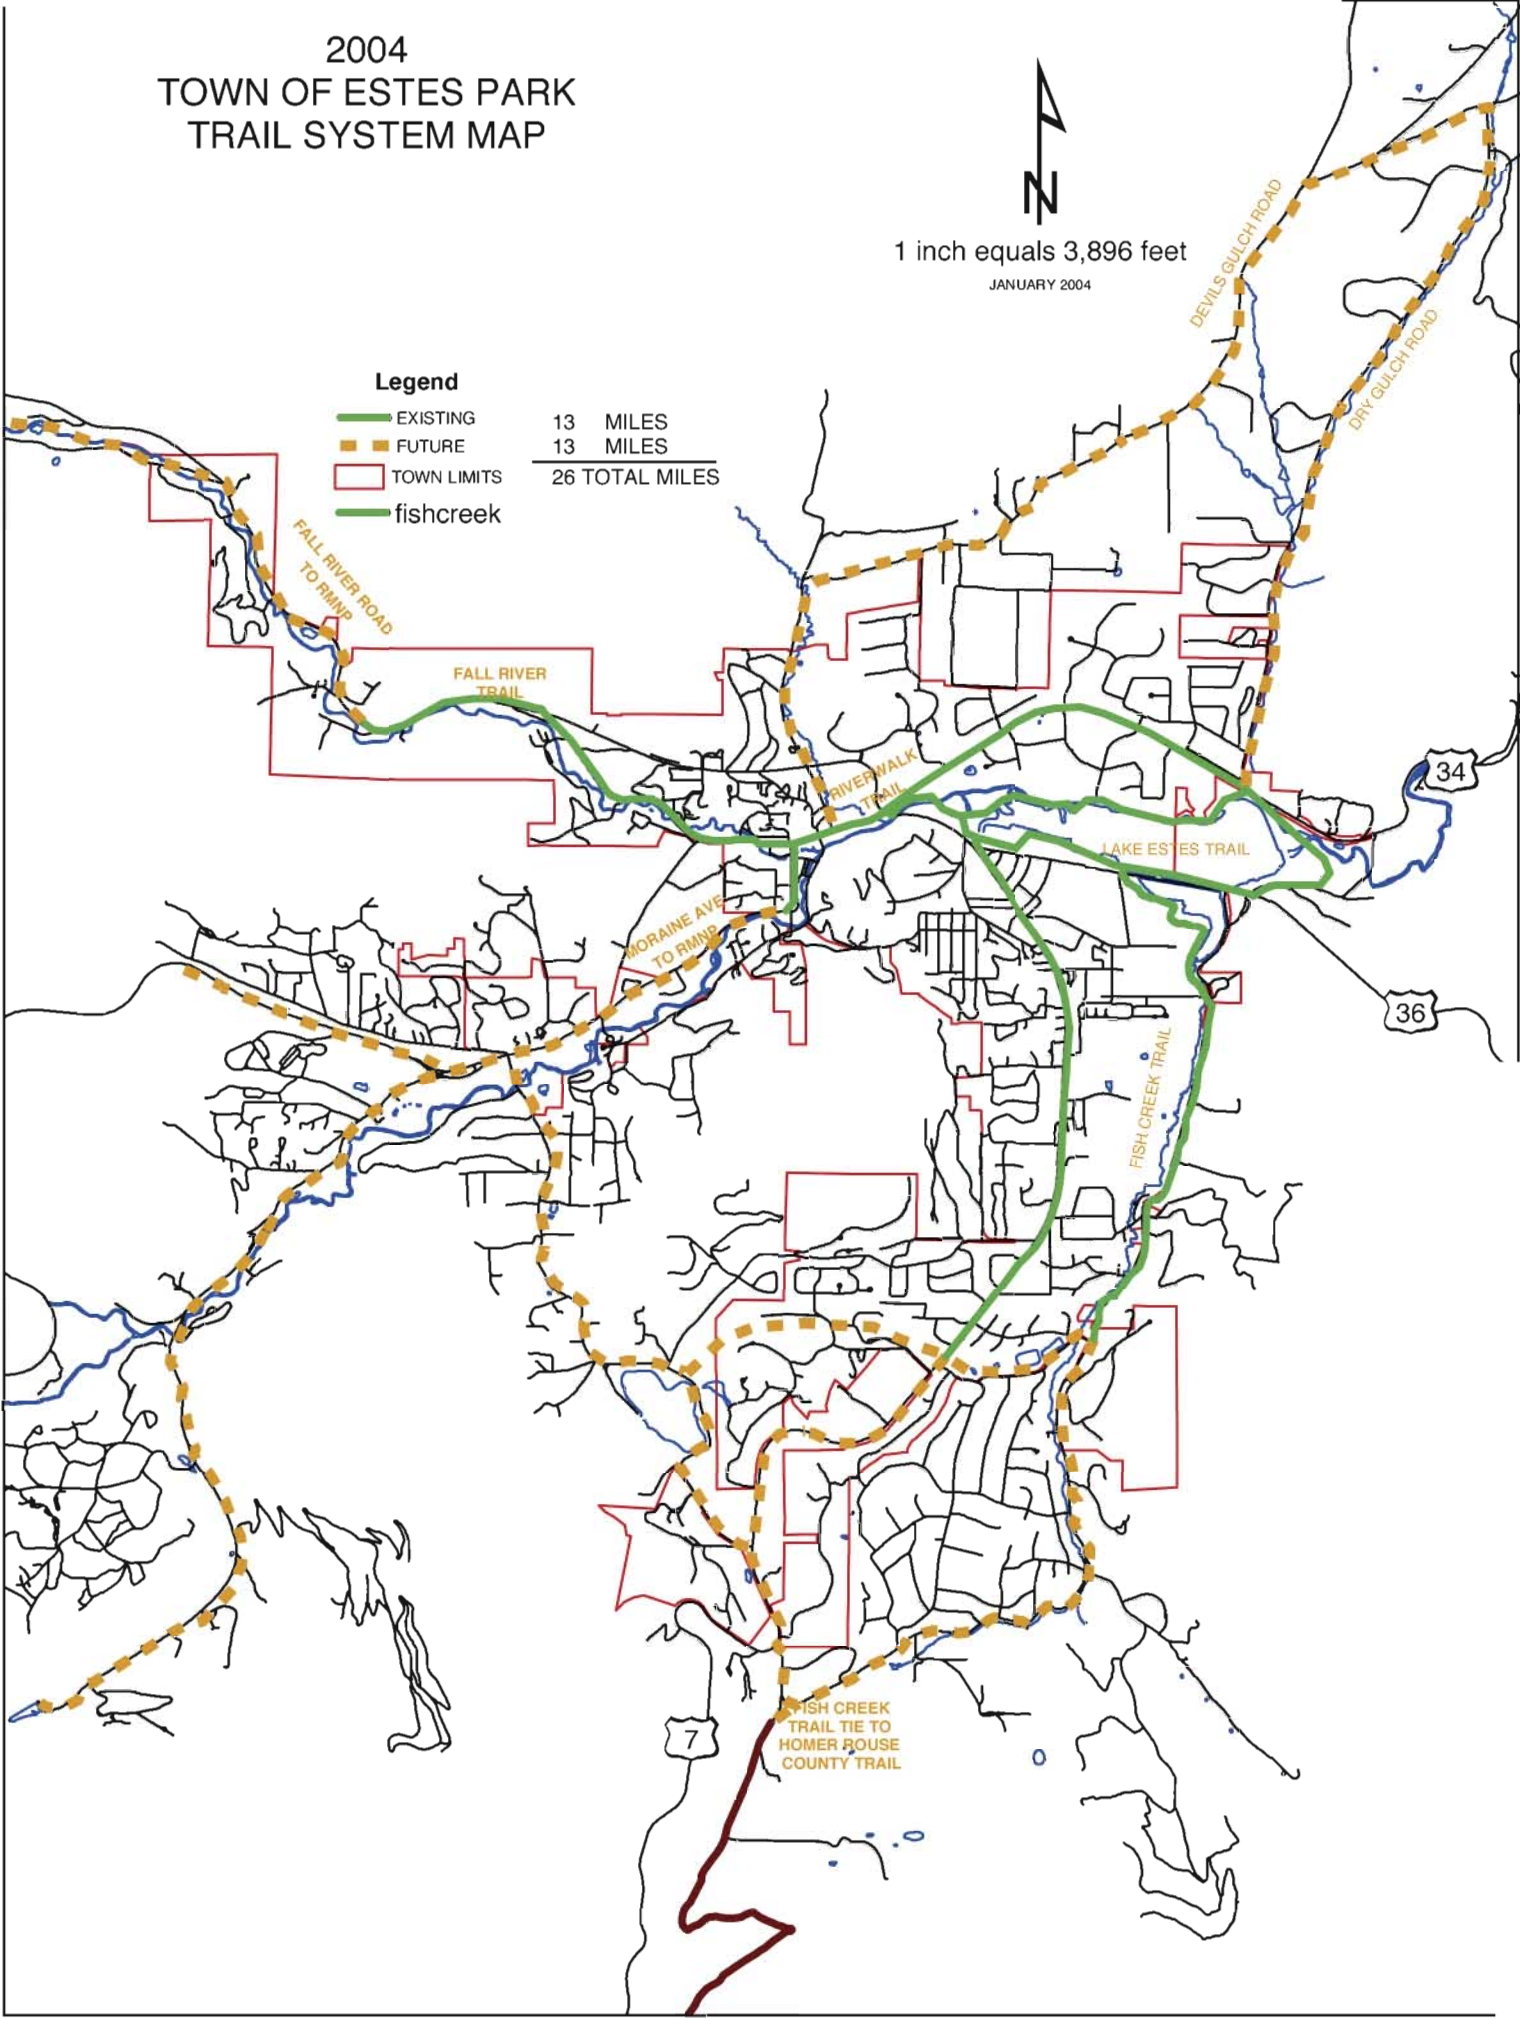 2004
TOWN OF ESTES PARK
TRAIL SYSTEM MAP
N
1 inch equals 3,896 feet
JANUARY 2004
Legend
EXISTING 13 MILES
FUTURE 13 MILES
TOWN LIMITS 26 TOTAL MILES
fishcreek
DEVILS GULCH ROAD
DRY GULCH ROAD
FALL RIVER ROAD
TO RMNP
FALL RIVER
TRAIL
RIVERWALK
TRAIL
34
LAKE ESTES TRAIL
MORAINE AVE
TO RMNP
36
FISH CREEK TRAIL
FISH CREEK
TRAIL TIE TO
HOMER ROUSE
COUNTY TRAIL
7